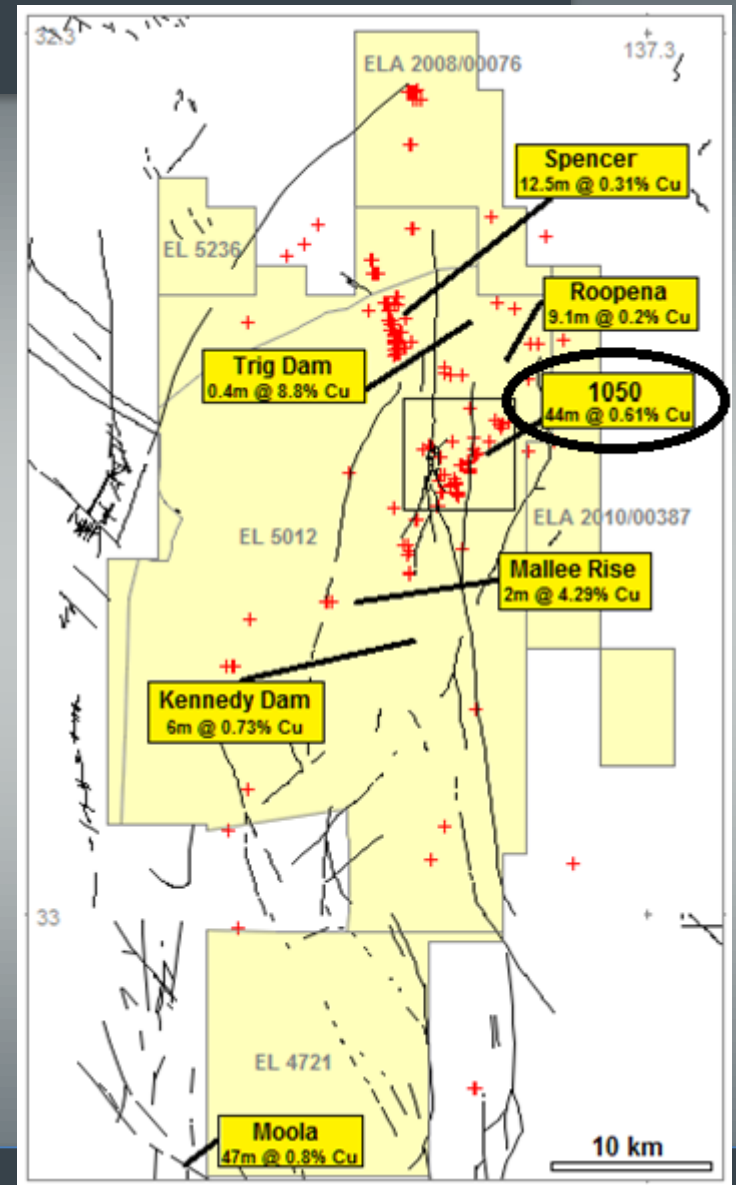 32.3
137.3
ELA 2008/00076
Spencer
12.5m @ 0.31% Cu
EL 5236
Roopena
9.1m @ 0.2% Cu
Trig Dam
0.4m @ 8.8% Cu
1050
44m @ 0.61% Cu
ELA 2010/00387
EL 5012
Mallee Rise
2m @ 4.29% Cu
Kennedy Dam
6m @ 0.73% Cu
33
EL 4721
Moola
47m @ 0.8% Cu
10 km